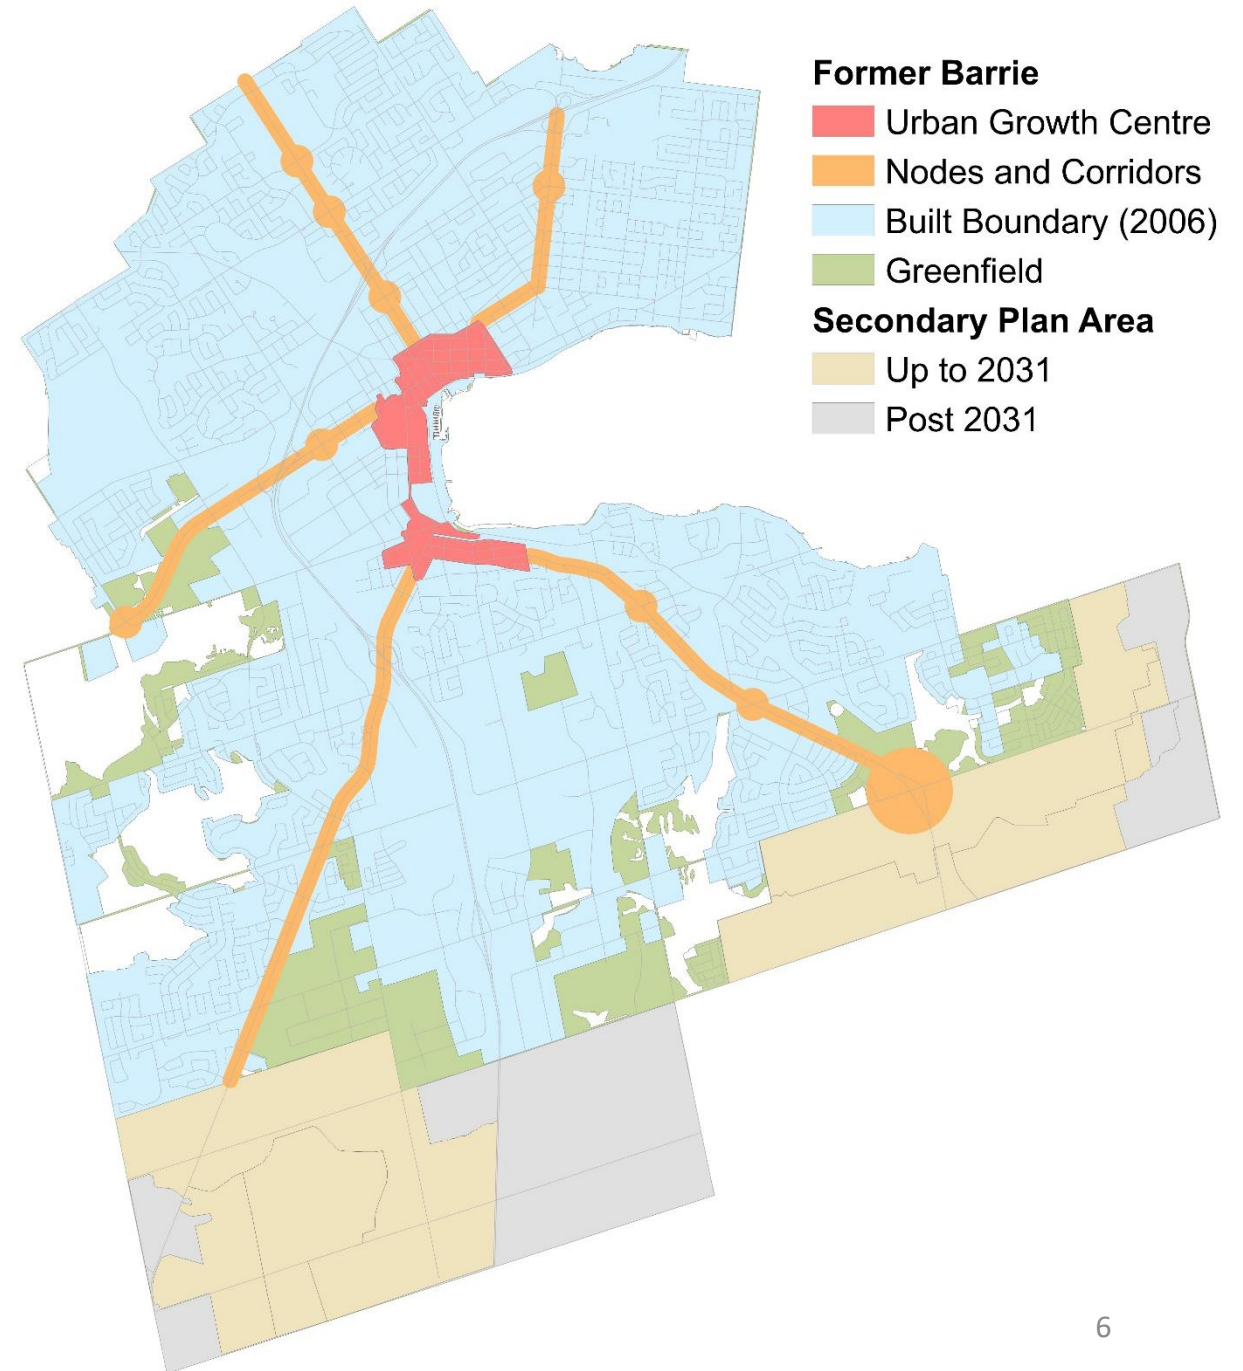 Former Barrie
Urban Growth Centre
Nodes and Corridors
Built Boundary (2006)
Greenfield
Secondary Plan Area
Up to 2031
Post 2031
6